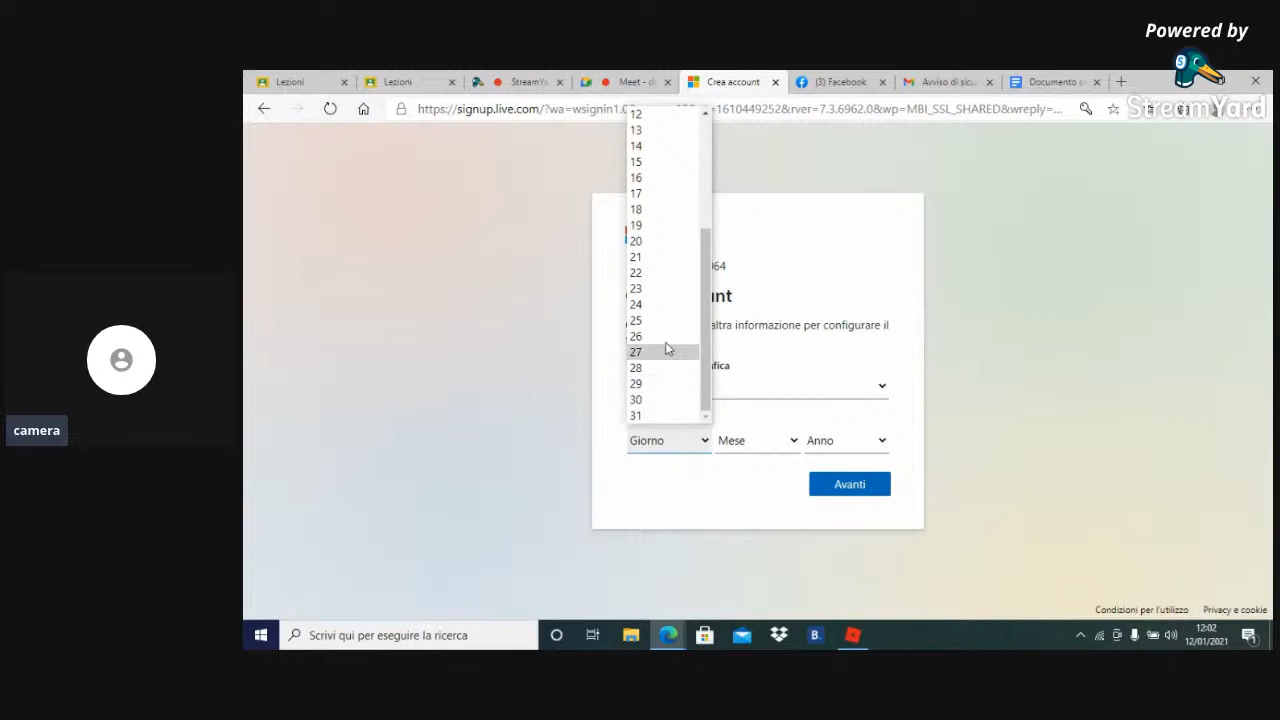 Powered by
StreamYard
Lezioni
Lezioni
StreamYa
Meet - d
Crea account
(3) Facebook
Avviso di sicu
Documento s
https://signup.live.com/?wa=wsignin1.0
=1610449252&rver=7.3.6962.0&wp=MBI_SSL_SHARED&wreply=...
12
13
14
15
16
17
18
19
20
21
22
23
24
25
26
27
28
29
30
31
064
unt
altra informazione per configurare il
afica
Giorno
Mese
Anno
Avanti
camera
Condizioni per l'utilizzo
Privacy e cookie
Scrivi qui per eseguire la ricerca
B.
12:02
12/01/2021